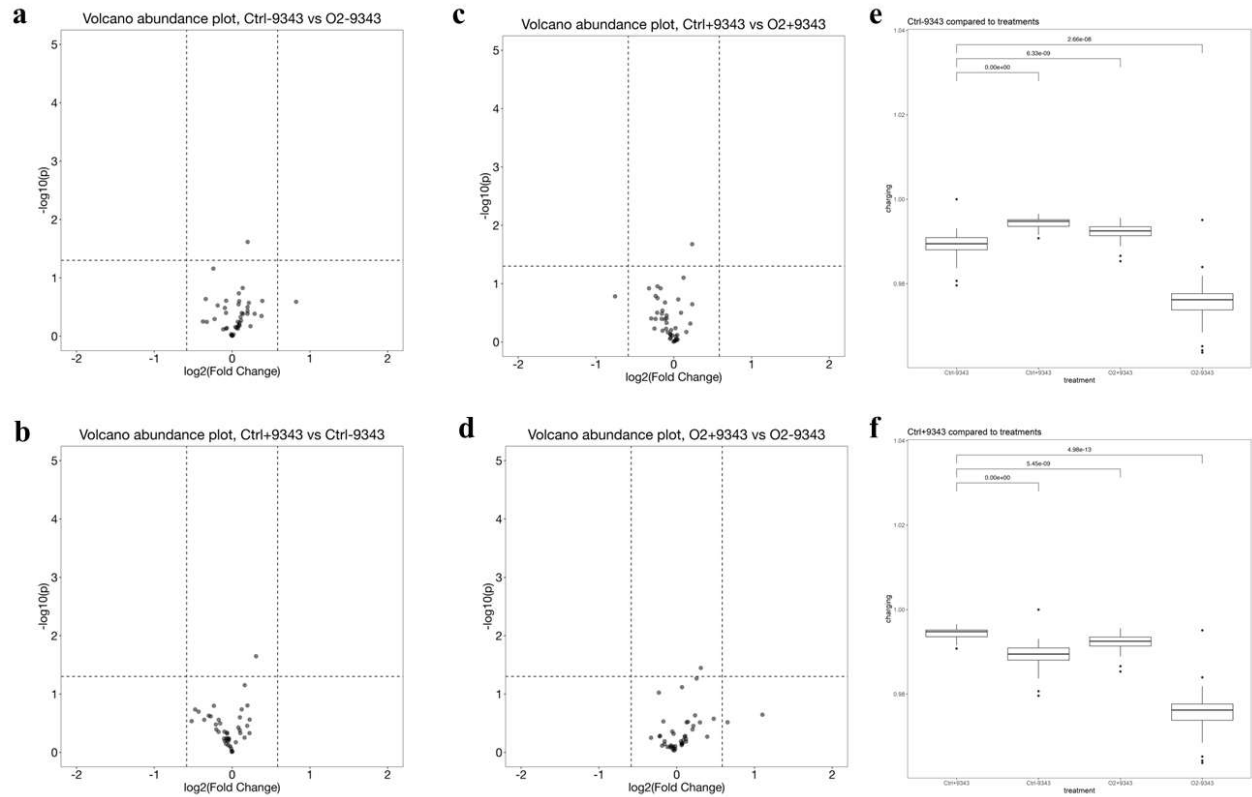 a
Volcano abundance plot, Ctrl-9343 vs O2-9343
5
4
3
2
1
0
-log10(p)
-2
-1
0
1
2
log2(Fold Change)
b
Volcano abundance plot, Ctrl+9343 vs Ctrl-9343
5
4
3
2
1
0
-log10(p)
-2
-1
0
1
2
log2(Fold Change)
c
Volcano abundance plot, Ctrl+9343 vs O2+9343
5
4
3
2
1
0
-log10(p)
-2
-1
0
1
2
log2(Fold Change)
d
Volcano abundance plot, O2+9343 vs O2-9343
5
4
3
2
1
0
-log10(p)
-2
-1
0
1
2
log2(Fold Change)
e
Ctrl-9343 compared to treatments
1.04
1.02
1.00
0.98
charging
2.66e-08
6.33e-09
0.00e+00
Ctrl-9343
Ctrl+9343
O2+9343
O2-9343
treatment
f
Ctrl+9343 compared to treatments
1.04
1.02
1.00
0.98
charging
4.98e-13
5.45e-09
0.00e+00
Ctrl+9343
Ctrl-9343
O2+9343
O2-9343
treatment